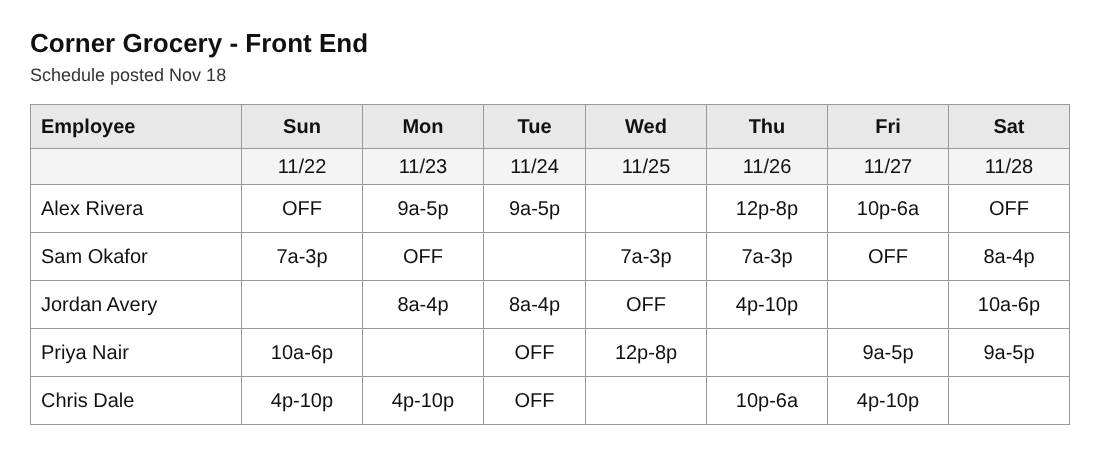 Corner Grocery - Front End
Schedule posted Nov 18
Employee Sun Mon Tue Wed Thu Fri Sat
11/22 11/23 11/24 11/25 11/26 11/27 11/28
Alex Rivera OFF 9a-5p 9a-5p 12p-8p 10p-6a OFF
Sam Okafor 7a-3p OFF 7a-3p 7a-3p OFF 8a-4p
Jordan Avery 8a-4p 8a-4p OFF 4p-10p 10a-6p
Priya Nair 10a-6p OFF 12p-8p 9a-5p 9a-5p
Chris Dale 4p-10p 4p-10p OFF 10p-6a 4p-10p